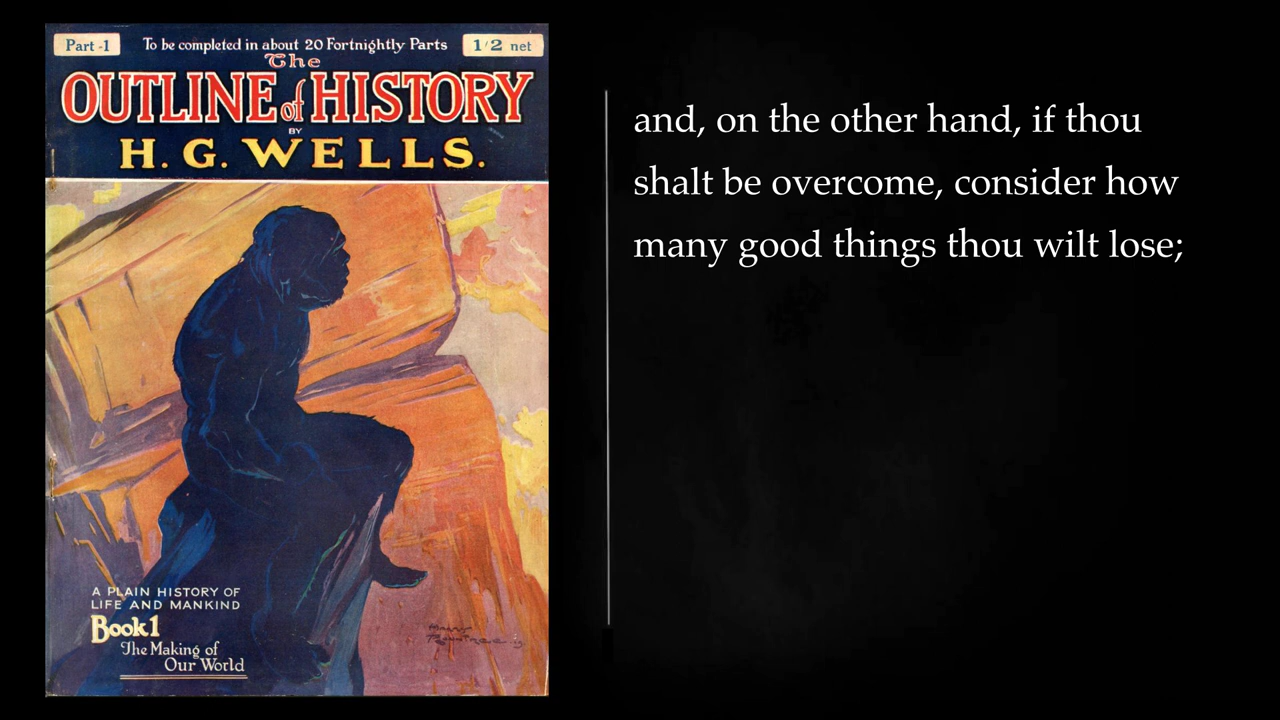 Part-1
To be completed in about 20 Fortnightly Parts
1/2 net
The
OUTLINE of HISTORY
BY
H. G. WELLS.
A PLAIN HISTORY OF
LIFE AND MANKIND
Book 1
The Making of
Our World
and, on the other hand, if thou
shalt be overcome, consider how
many good things thou wilt lose;